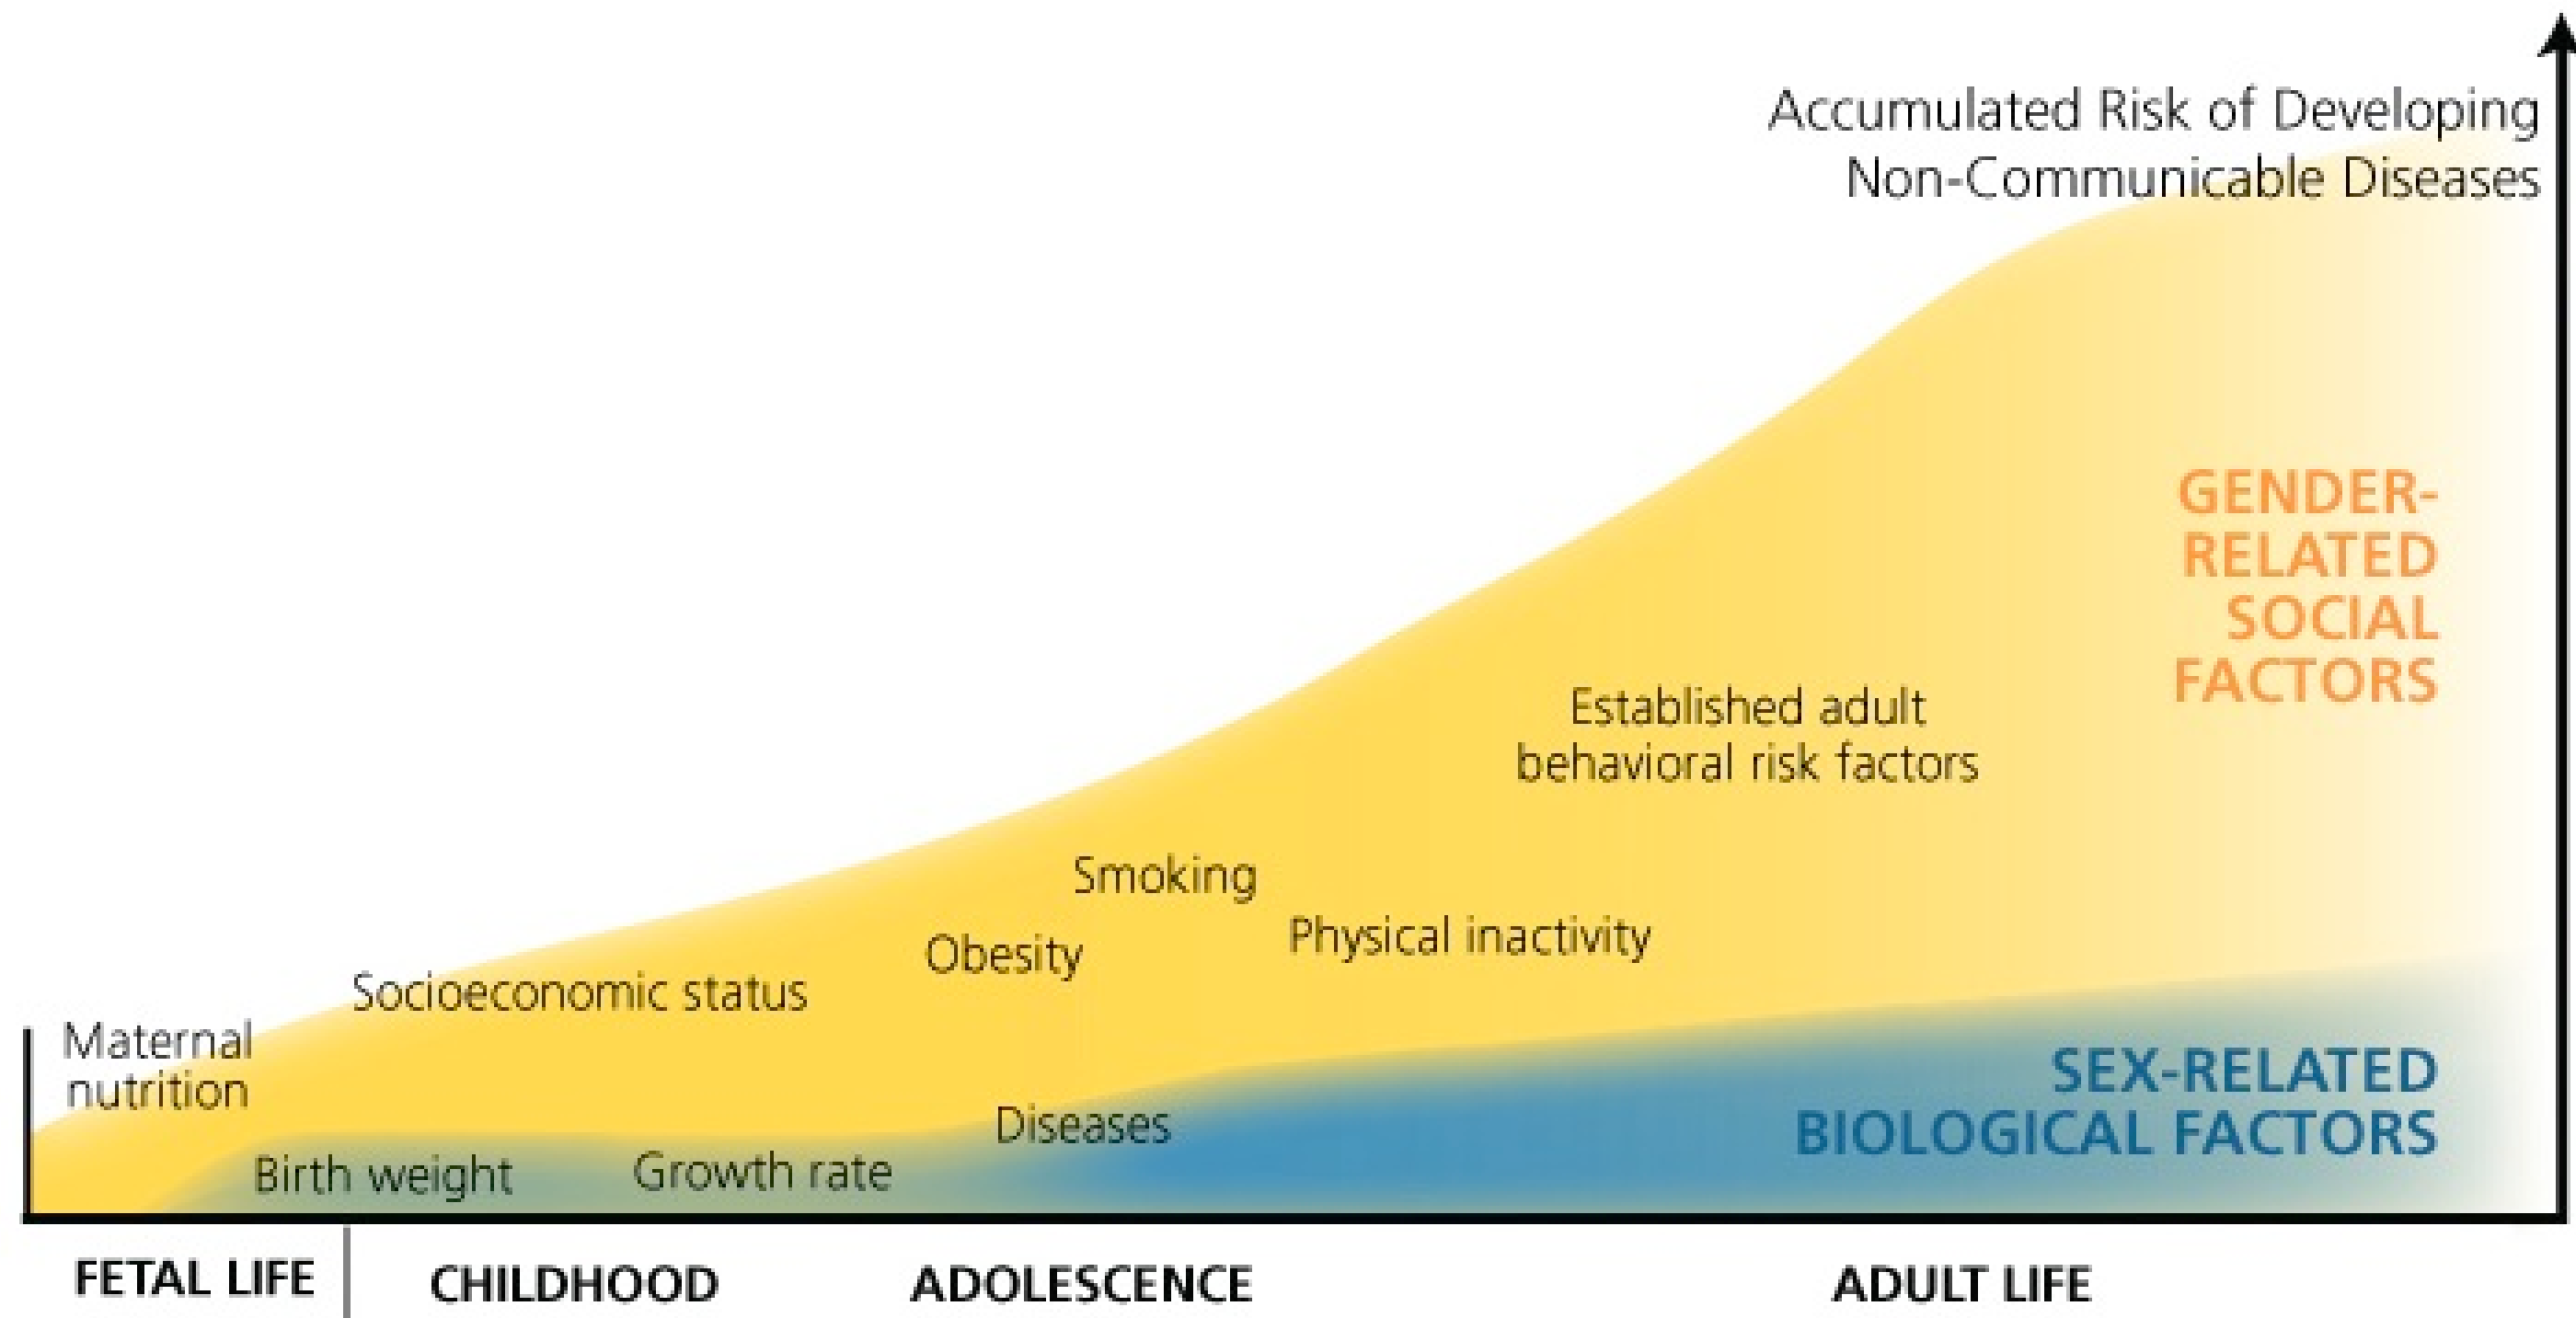 Accumulated Risk of Developing
Non-Communicable Diseases
GENDER-
RELATED
SOCIAL
FACTORS
Established adult
behavioral risk factors
Smoking
Physical inactivity
Obesity
Socioeconomic status
Maternal
nutrition
SEX-RELATED
BIOLOGICAL FACTORS
Diseases
Birth weight
Growth rate
FETAL LIFE
CHILDHOOD
ADOLESCENCE
ADULT LIFE